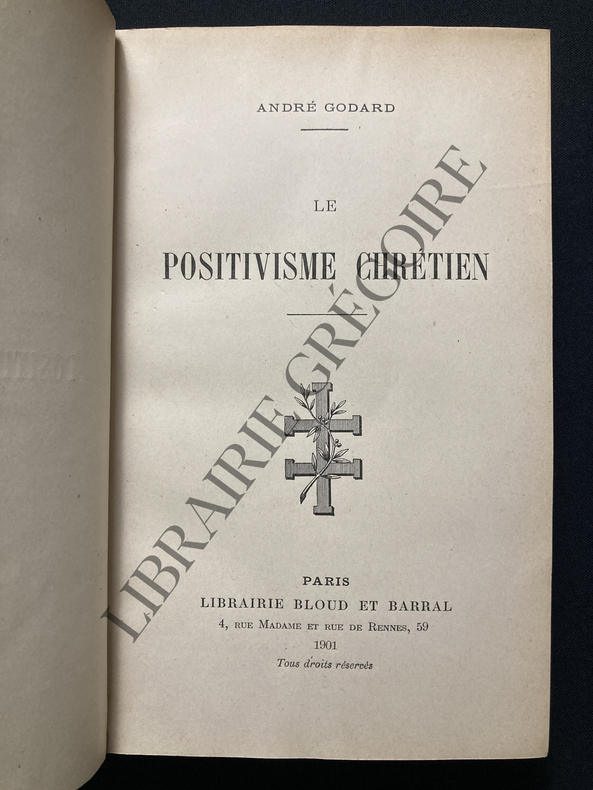 ANDRÉ GODARD
LE
POSITIVISME CHRÉTIEN
LIBRAIRIE GRÉGOIRE
PARIS
LIBRAIRIE BLOUD ET BARRAL
4, RUE MADAME ET RUE DE RENNES, 59
1901
Tous droits réservés